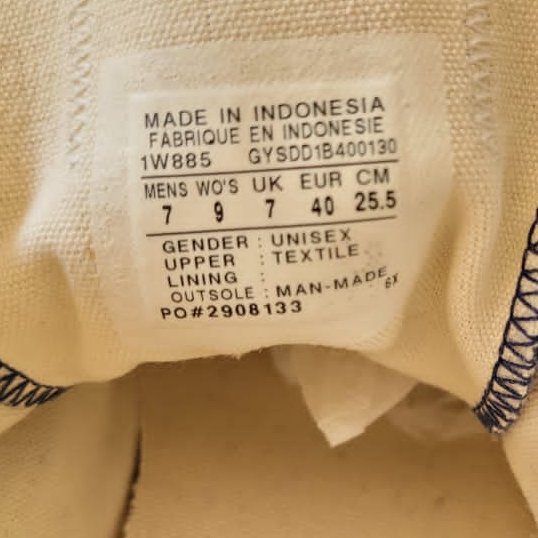 MADE IN INDONESIA
FABRIQUE EN INDONESIE
1W885 GYSDD1B400130
MENS WO'S UK EUR CM
7 9 7 40 25.5
GENDER : UNISEX
UPPER : TEXTILE
LINING :
OUTSOLE : MAN-MADE 6X
PO#2908133